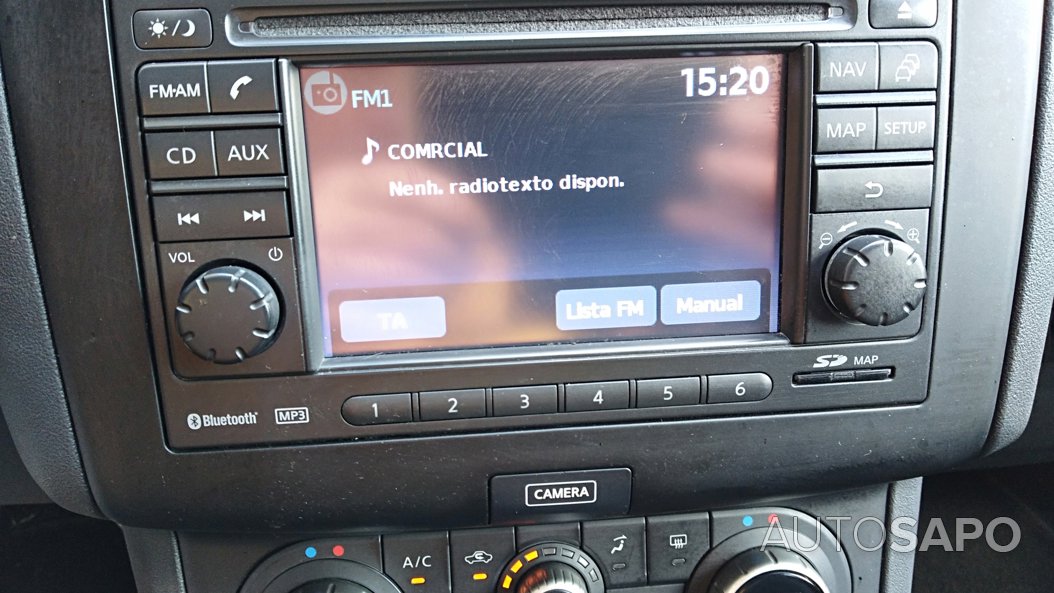 FM·AM
CD
AUX
VOL
FM1
15:20
COMRCIAL
Nenh. radiotexto dispon.
TA
Lista FM
Manual
NAV
MAP
SETUP
SD MAP
Bluetooth
MP3
1 2 3 4 5 6
CAMERA
A/C
AUTOSAPO